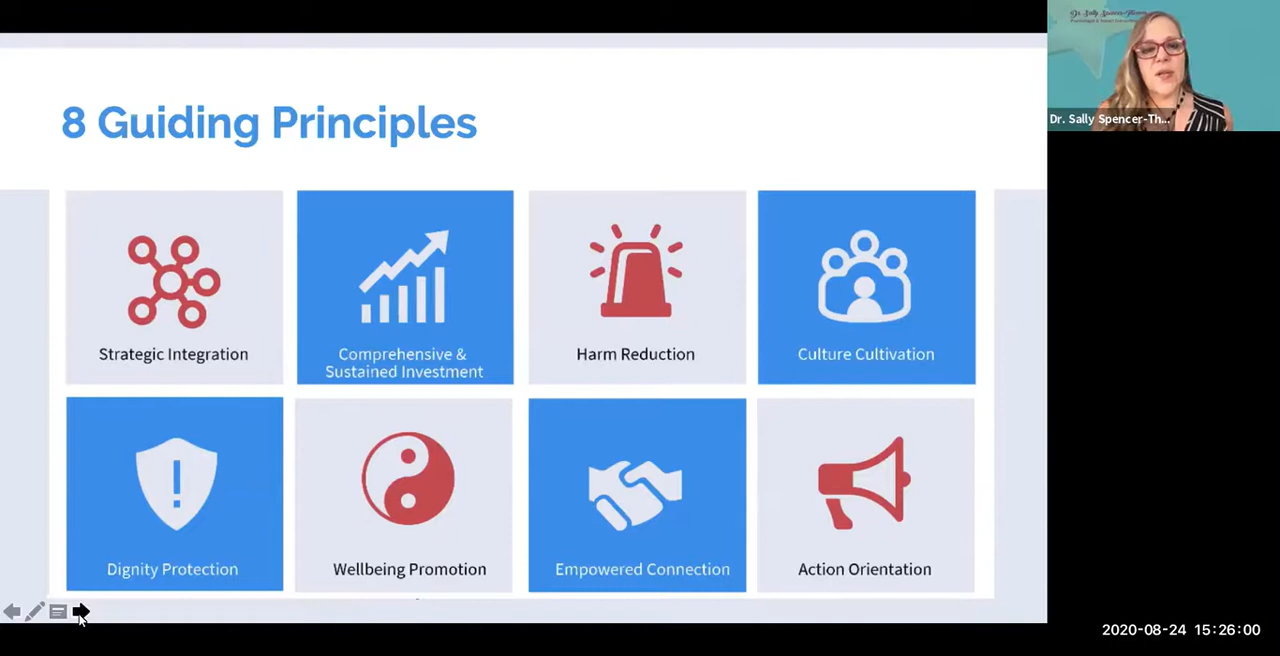 8 Guiding Principles
Strategic Integration
Comprehensive &
Sustained Investment
Harm Reduction
Culture Cultivation
Dignity Protection
Wellbeing Promotion
Empowered Connection
Action Orientation
Dr. Sally Spencer-Th...
2020-08-24 15:26:00